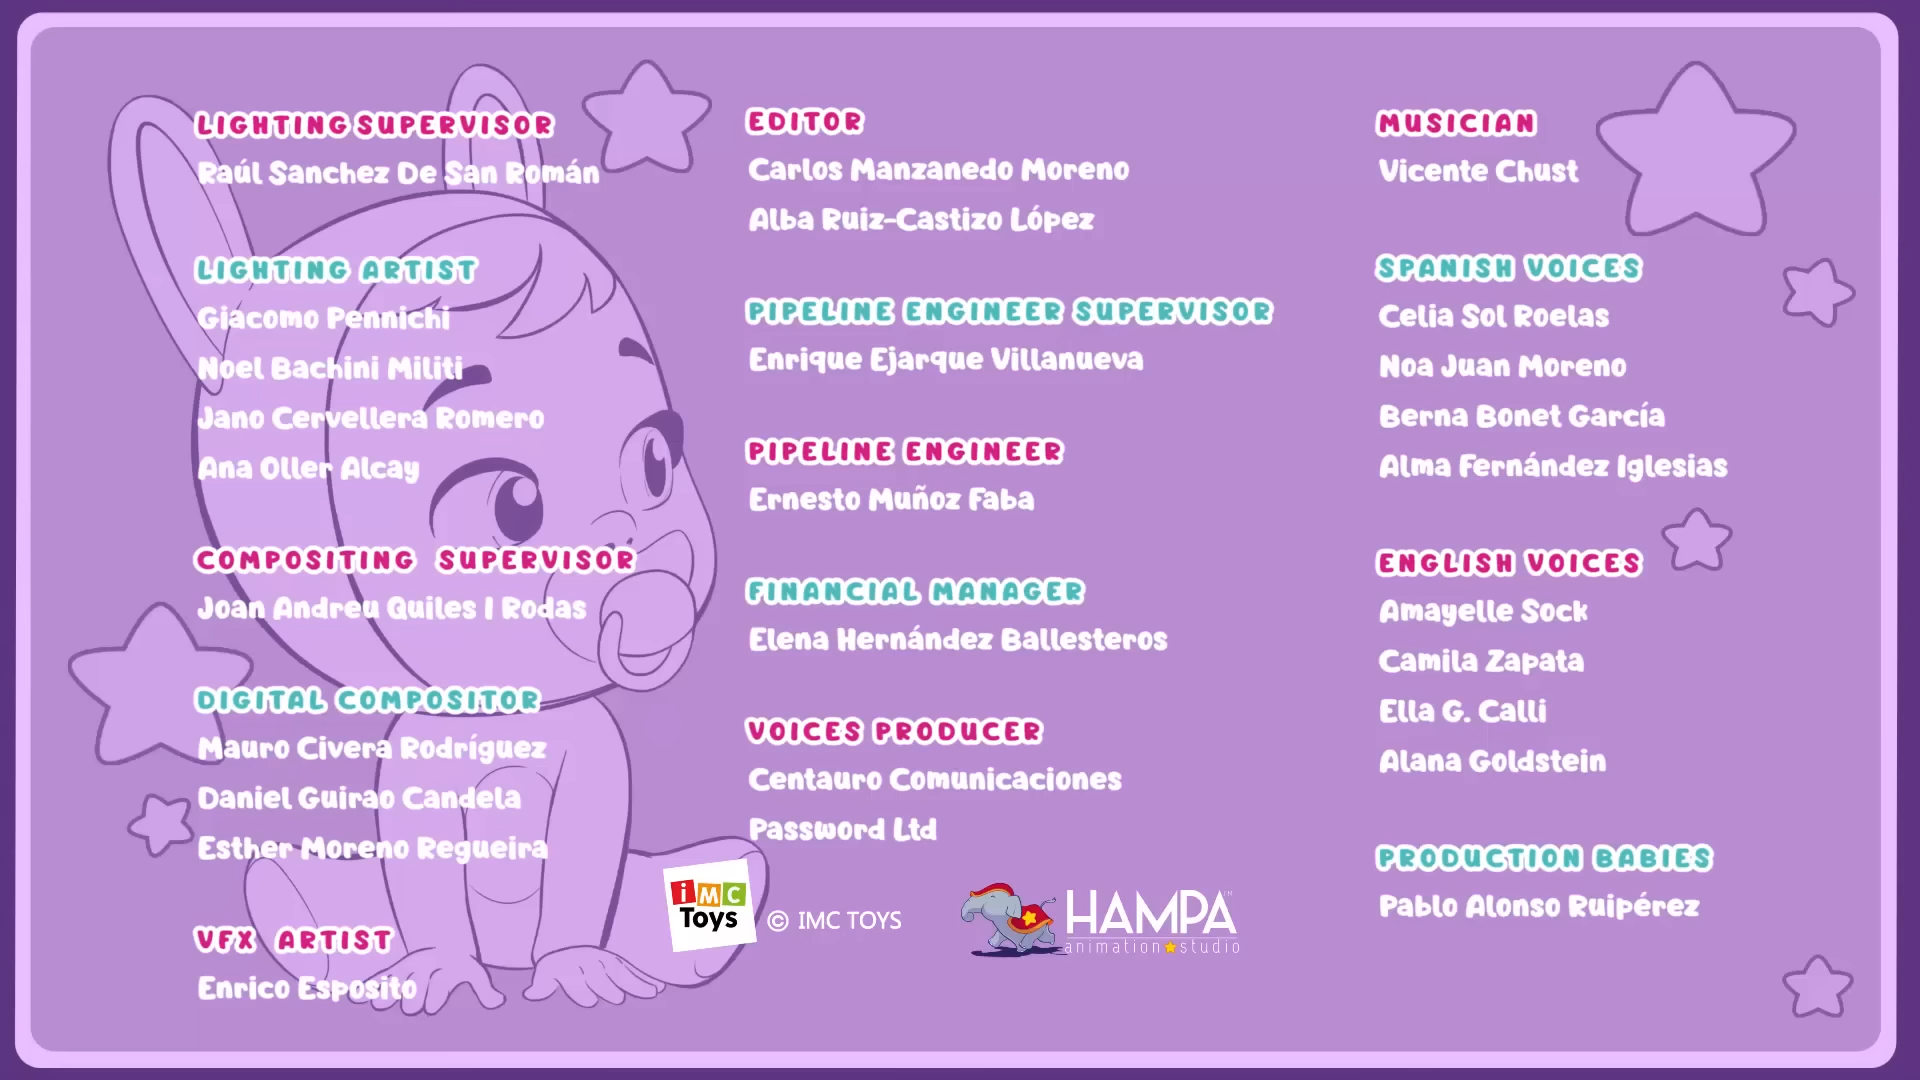 LIGHTING SUPERVISOR
Raúl Sanchez De San Román
LIGHTING ARTIST
Giacomo Pennichi
Noel Bachini Militi
Jano Cervellera Romero
Ana Oller Alcay
COMPOSITING SUPERVISOR
Joan Andreu Quiles I Rodas
DIGITAL COMPOSITOR
Mauro Civera Rodríguez
Daniel Guirao Candela
Esther Moreno Regueira
VFX ARTIST
Enrico Esposito
EDITOR
Carlos Manzanedo Moreno
Alba Ruiz-Castizo López
PIPELINE ENGINEER SUPERVISOR
Enrique Ejarque Villanueva
PIPELINE ENGINEER
Ernesto Muñoz Faba
FINANCIAL MANAGER
Elena Hernández Ballesteros
VOICES PRODUCER
Centauro Comunicaciones
Password Ltd
iMC
Toys
© IMC TOYS
HAMPA™
animation studio
MUSICIAN
Vicente Chust
SPANISH VOICES
Celia Sol Roelas
Noa Juan Moreno
Berna Bonet García
Alma Fernández Iglesias
ENGLISH VOICES
Amayelle Sock
Camila Zapata
Ella G. Calli
Alana Goldstein
PRODUCTION BABIES
Pablo Alonso Ruipérez